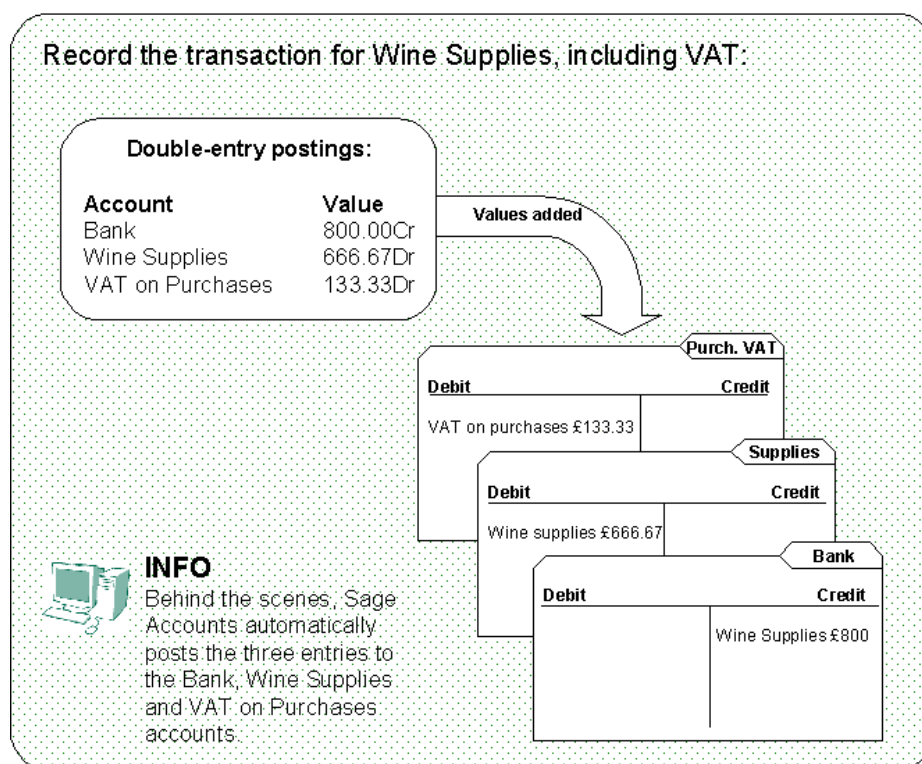 Record the transaction for Wine Supplies, including VAT:
Double-entry postings:
Account Value
Bank 800.00Cr
Wine Supplies 666.67Dr
VAT on Purchases 133.33Dr
Values added
Purch. VAT
Debit Credit
VAT on purchases £133.33
Supplies
Debit Credit
Wine supplies £666.67
Bank
Debit Credit
Wine Supplies £800
INFO
Behind the scenes, Sage
Accounts automatically
posts the three entries to
the Bank, Wine Supplies
and VAT on Purchases
accounts.